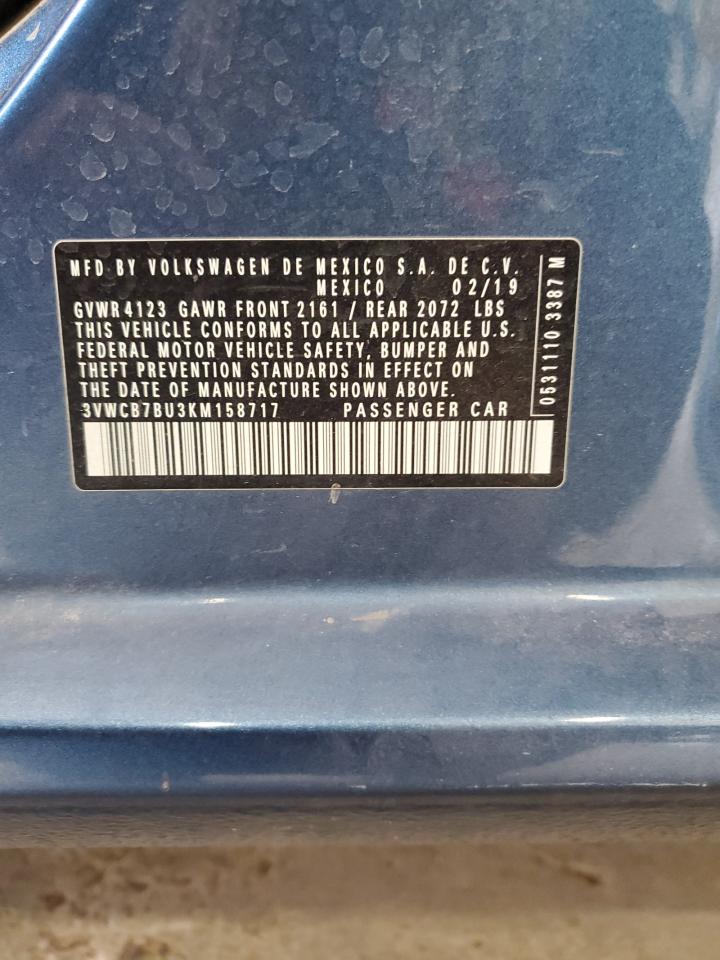 MFD BY VOLKSWAGEN DE MEXICO S.A. DE C.V.
MEXICO 02/19
GVWR 4123 GAWR FRONT 2161 / REAR 2072 LBS
THIS VEHICLE CONFORMS TO ALL APPLICABLE U.S.
FEDERAL MOTOR VEHICLE SAFETY, BUMPER AND
THEFT PREVENTION STANDARDS IN EFFECT ON
THE DATE OF MANUFACTURE SHOWN ABOVE.
3VWCB7BU3KM158717 PASSENGER CAR
0531110 3387 M